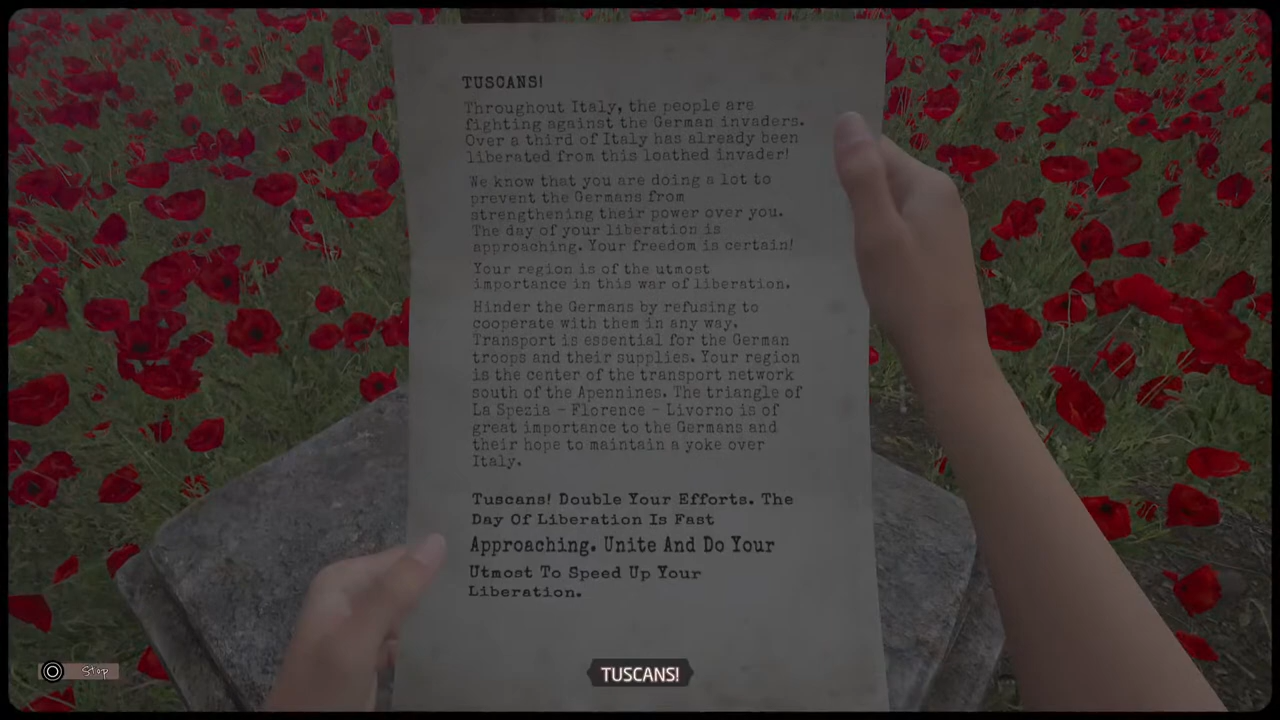 TUSCANS!
Throughout Italy, the people are
fighting against the German invaders.
Over a third of Italy has already been
liberated from this loathed invader!
We know that you are doing a lot to
prevent the Germans from
strengthening their power over you.
The day of your liberation is
approaching. Your freedom is certain!
Your region is of the utmost
importance in this war of liberation.
Hinder the Germans by refusing to
cooperate with them in any way.
Transport is essential for the German
troops and their supplies. Your region
is the center of the transport network
south of the Apennines. The triangle of
La Spezia - Florence - Livorno is of
great importance to the Germans and
their hope to maintain a yoke over
Italy.
Tuscans! Double Your Efforts. The
Day Of Liberation Is Fast
Approaching. Unite And Do Your
Utmost To Speed Up Your
Liberation.
Stop
TUSCANS!